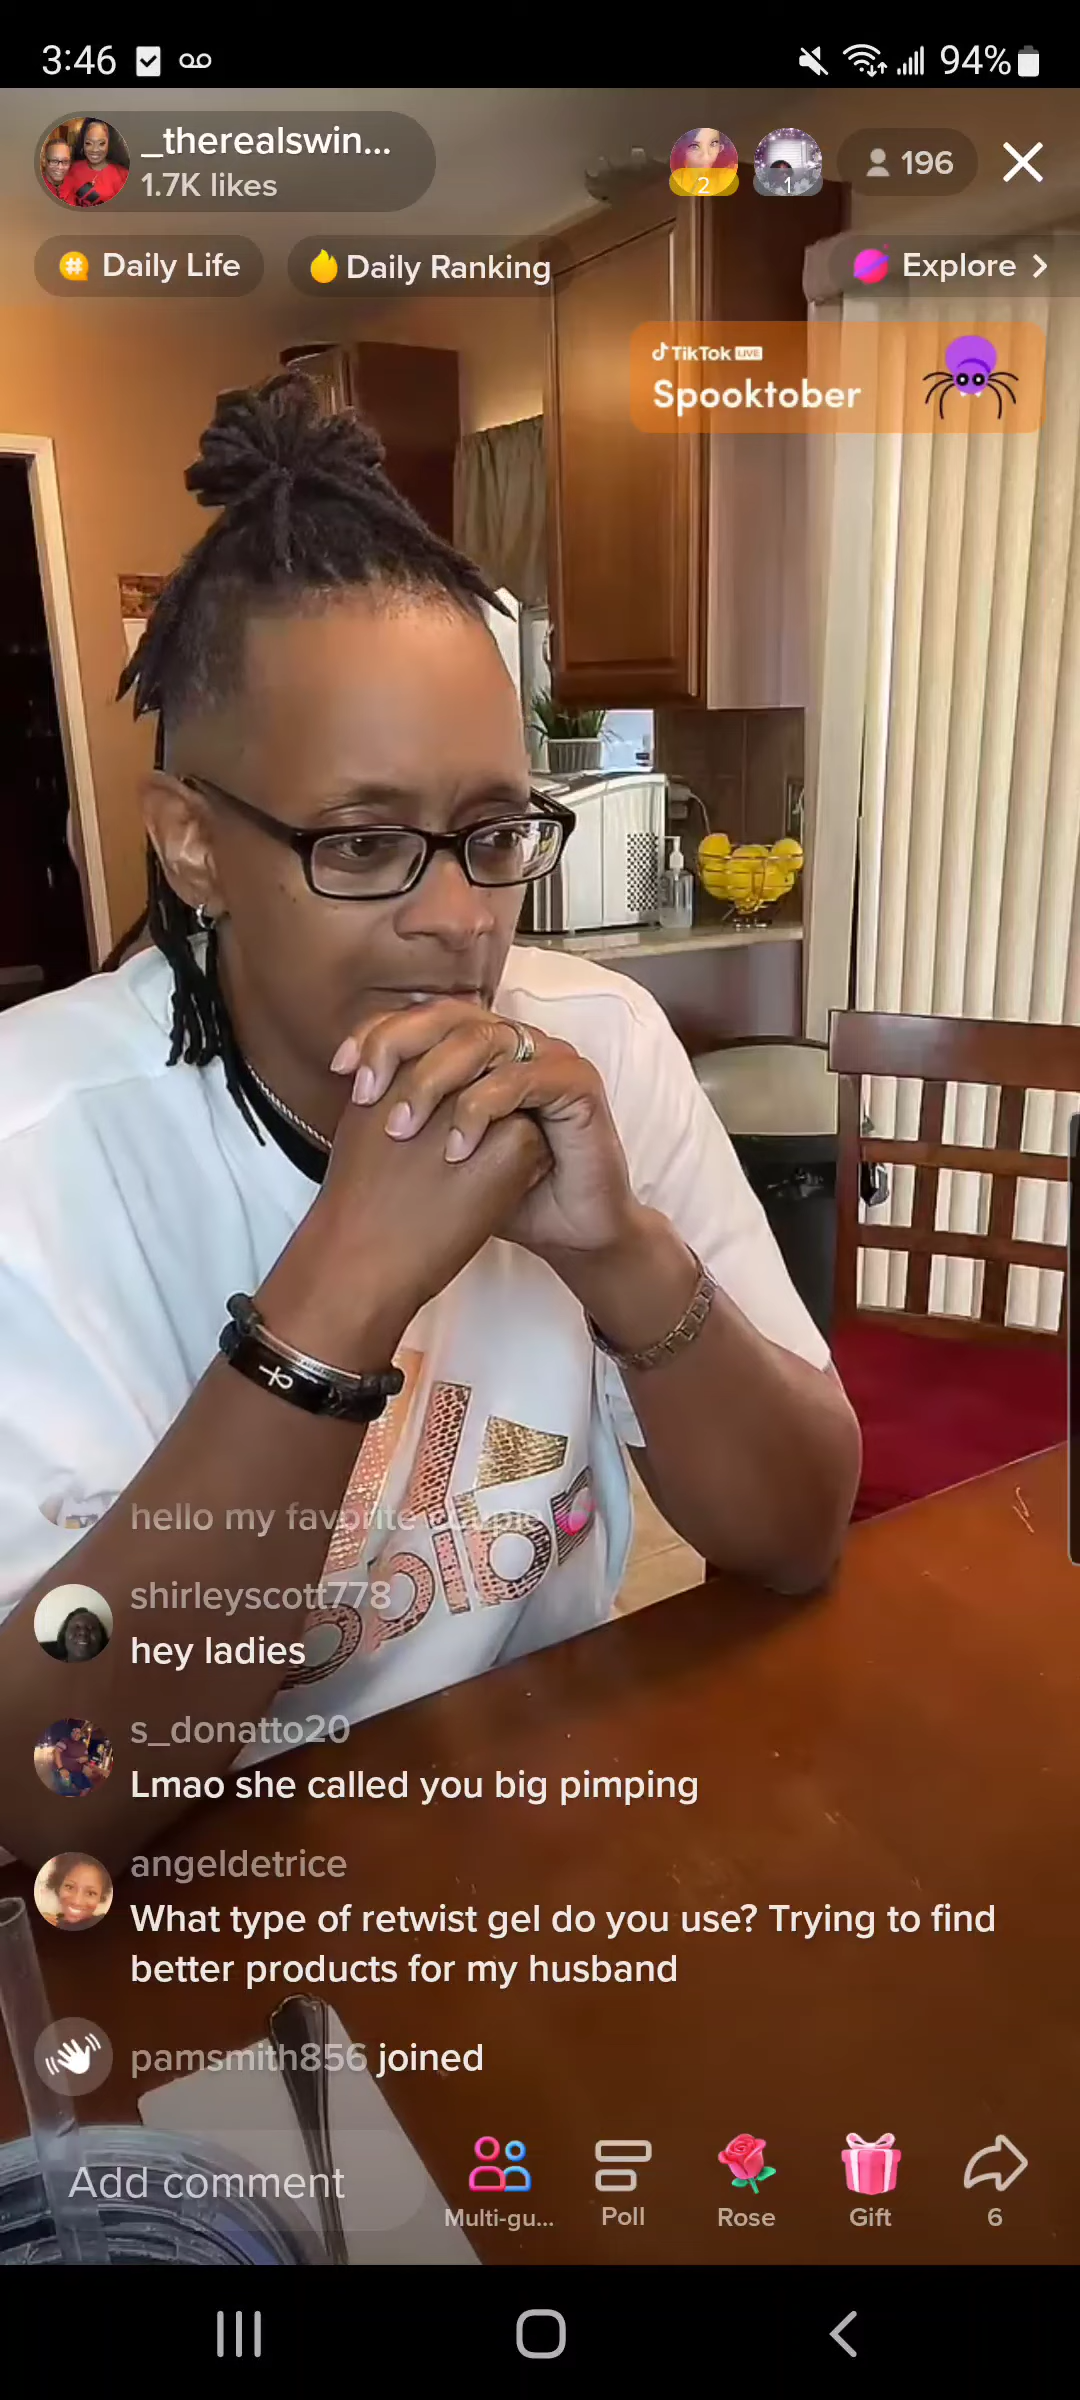 3:46
94%
_therealswin...
1.7K likes
2
1
196
Daily Life
Daily Ranking
Explore >
TikTok LIVE
Spooktober
hello my favorite
shirleyscott778
hey ladies
s_donatto20
Lmao she called you big pimping
angeldetrice
What type of retwist gel do you use? Trying to find
better products for my husband
pamsmith856 joined
Add comment
Multi-gu...
Poll
Rose
Gift
6